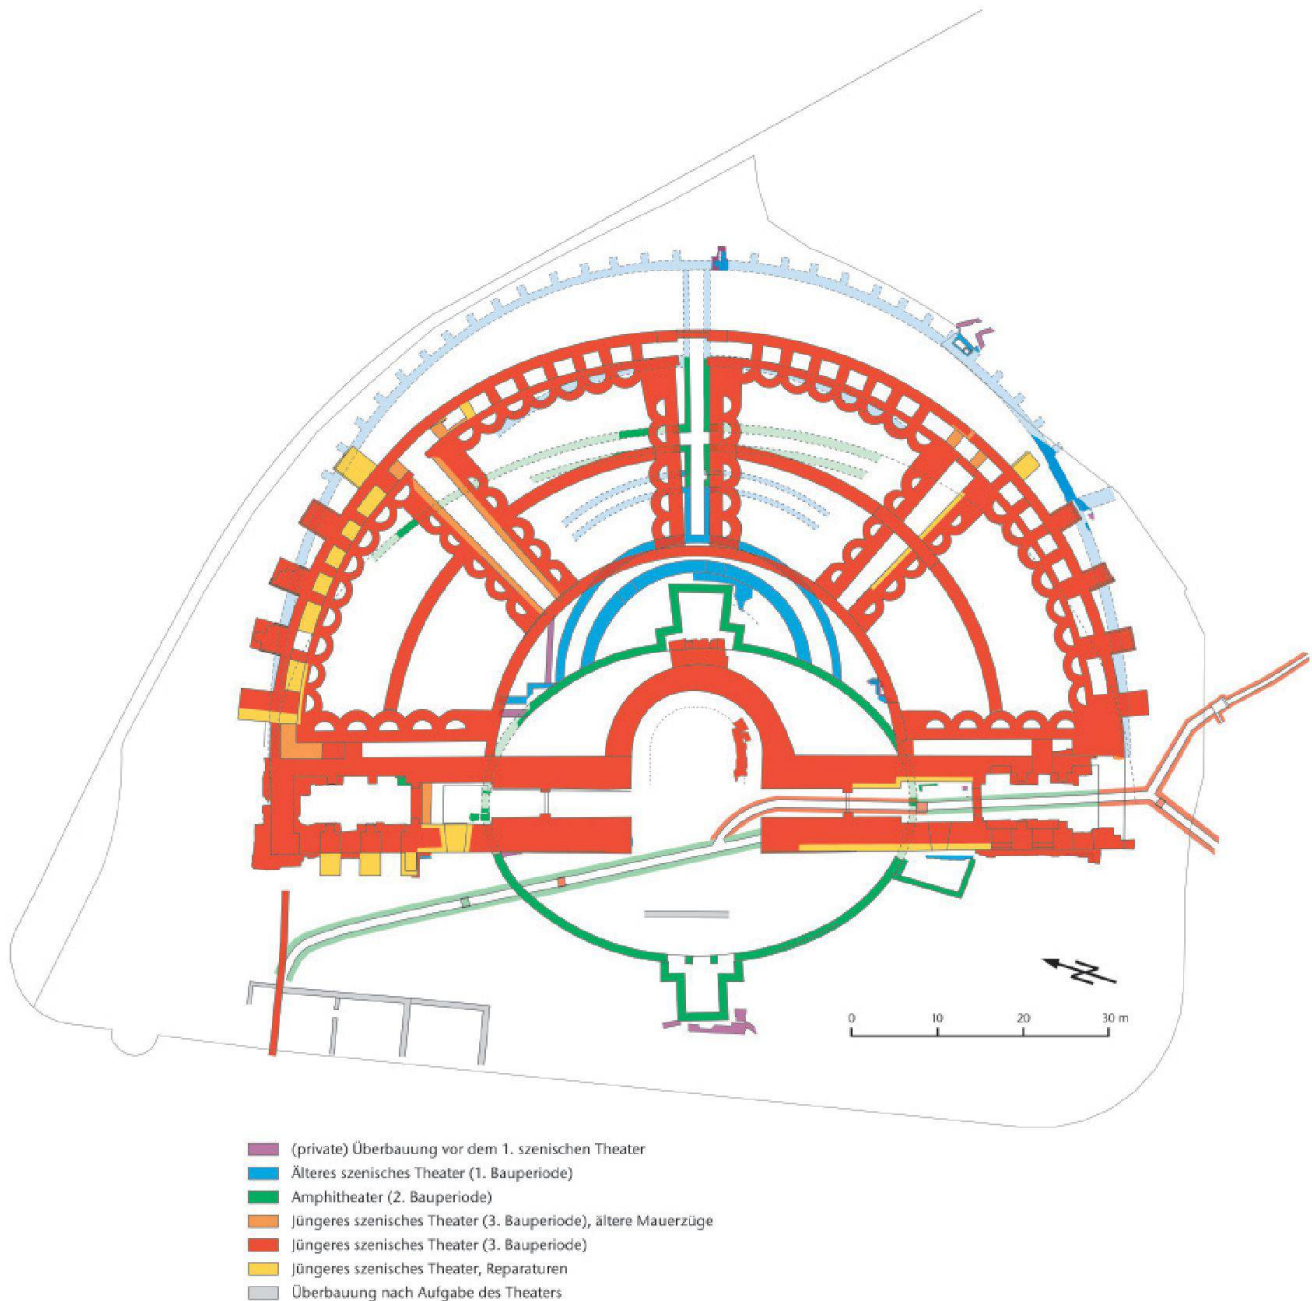 0 10 20 30 m
(private) Überbauung vor dem 1. szenischen Theater
Älteres szenisches Theater (1. Bauperiode)
Amphitheater (2. Bauperiode)
Jüngeres szenisches Theater (3. Bauperiode), ältere Mauerzüge
Jüngeres szenisches Theater (3. Bauperiode)
Jüngeres szenisches Theater, Reparaturen
Überbauung nach Aufgabe des Theaters